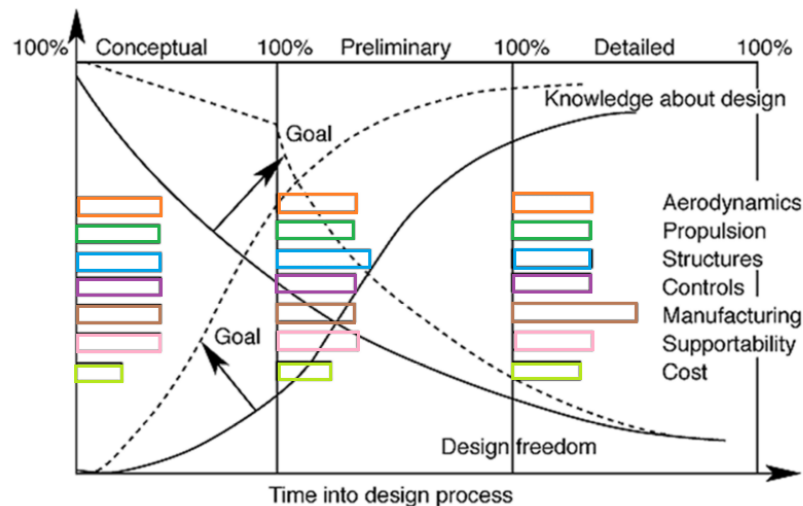 100% Conceptual 100% Preliminary 100% Detailed 100%
Knowledge about design
Goal
Aerodynamics
Propulsion
Structures
Controls
Manufacturing
Goal
Supportability
Cost
Design freedom
Time into design process